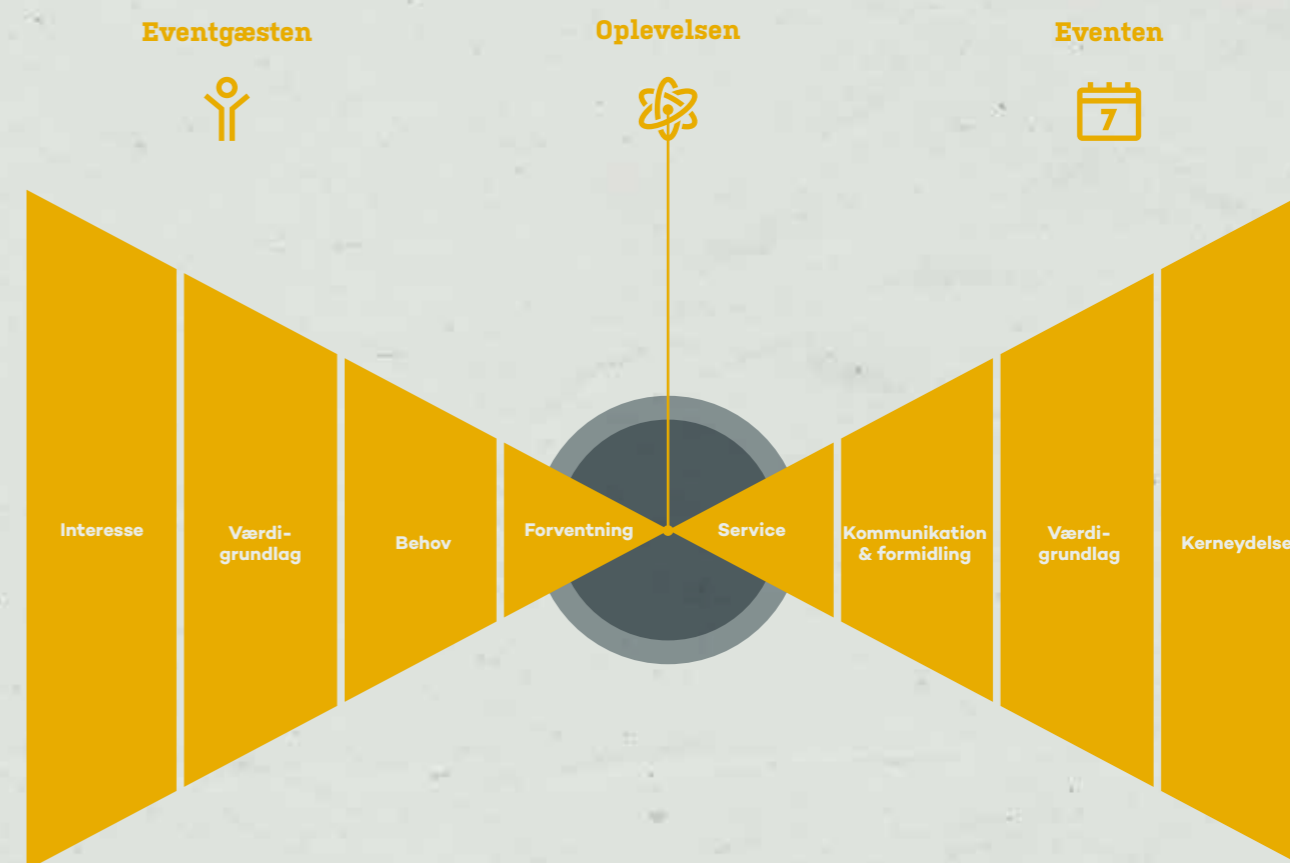 Eventgæsten
Oplevelsen
Eventen
7
Interesse
Værdi-
grundlag
Behov
Forventning
Service
Kommunikation
& formidling
Værdi-
grundlag
Kerneydelse